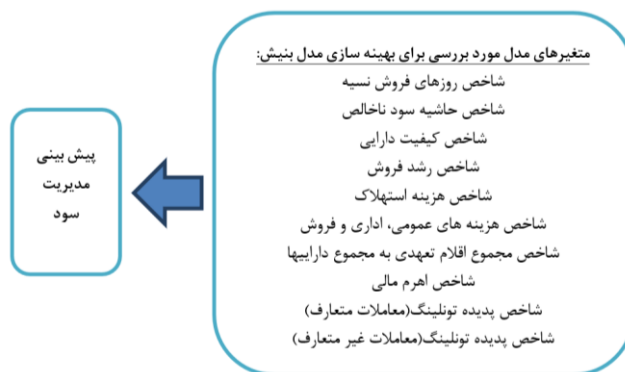 متغیرهای مدل مورد بررسی برای بهینه سازی مدل بنیش:
شاخص روزهای فروش نسیه
شاخص حاشیه سود ناخالص
شاخص کیفیت دارایی
شاخص رشد فروش
شاخص هزینه استهلاک
شاخص هزینه های عمومی، اداری و فروش
شاخص مجموع اقلام تعهدی به مجموع داراییها
شاخص اهرم مالی
شاخص پدیده تونلینگ(معاملات متعارف)
شاخص پدیده تونلینگ(معاملات غیر متعارف)
پیش بینی
مدیریت
سود